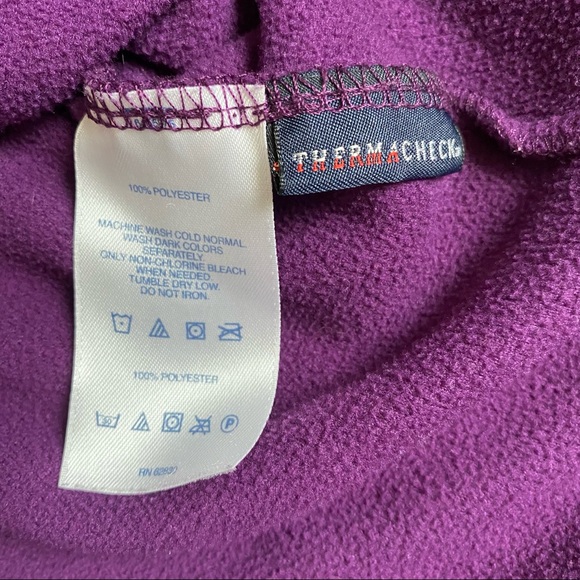 THERMACHECK
100% POLYESTER
MACHINE WASH COLD NORMAL.
WASH DARK COLORS
SEPARATELY.
ONLY NON-CHLORINE BLEACH
WHEN NEEDED.
TUMBLE DRY LOW.
DO NOT IRON.
100% POLYESTER
P
RN